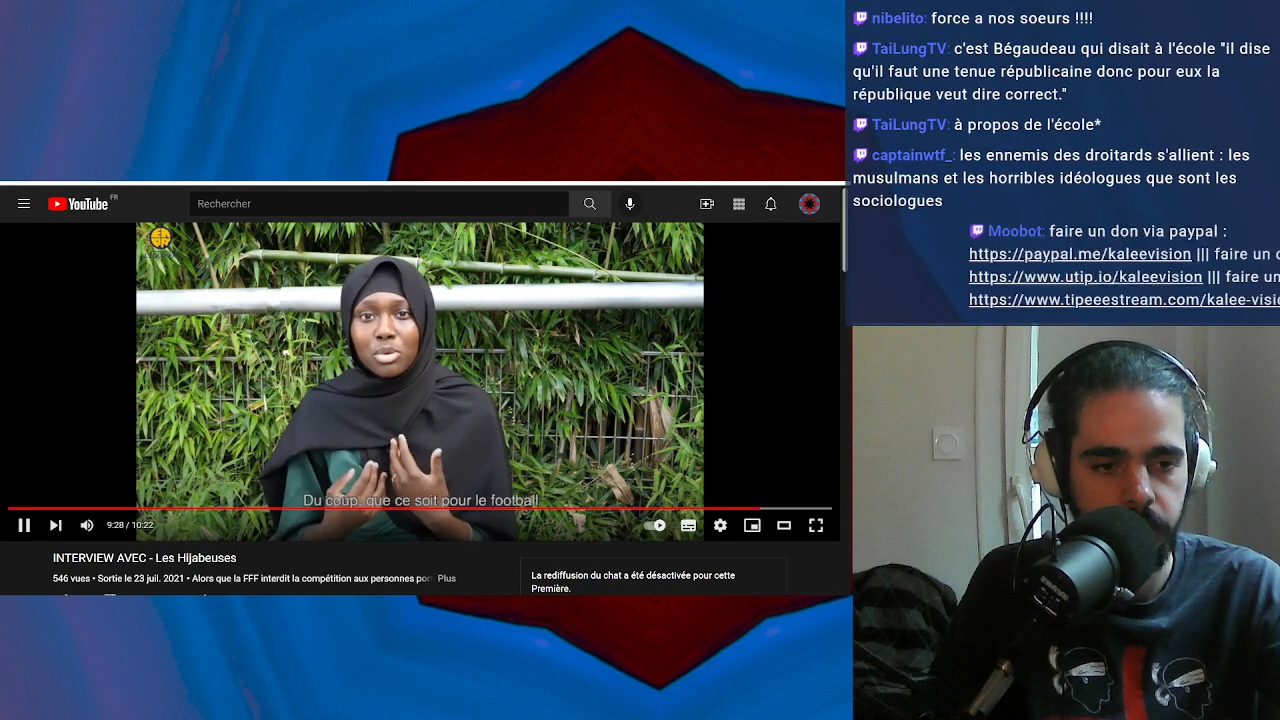 nibelito: force a nos soeurs !!!!
TaiLungTV: c'est Bégaudeau qui disait à l'école "il dise
qu'il faut une tenue républicaine donc pour eux la
république veut dire correct."
TaiLungTV: à propos de l'école*
captainwtf_: les ennemis des droitards s'allient : les
musulmans et les horribles idéologues que sont les
sociologues
Moobot: faire un don via paypal :
https://paypal.me/kaleevision ||| faire un
https://www.utip.io/kaleevision ||| faire un
https://www.tipeeestream.com/kalee-visi
YouTube FR
Rechercher
Du coup, que ce soit pour le football
9:28 / 10:22
INTERVIEW AVEC - Les Hijabeuses
546 vues • Sortie le 23 juil. 2021 • Alors que la FFF interdit la compétition aux personnes por Plus
La rediffusion du chat a été désactivée pour cette
Première.